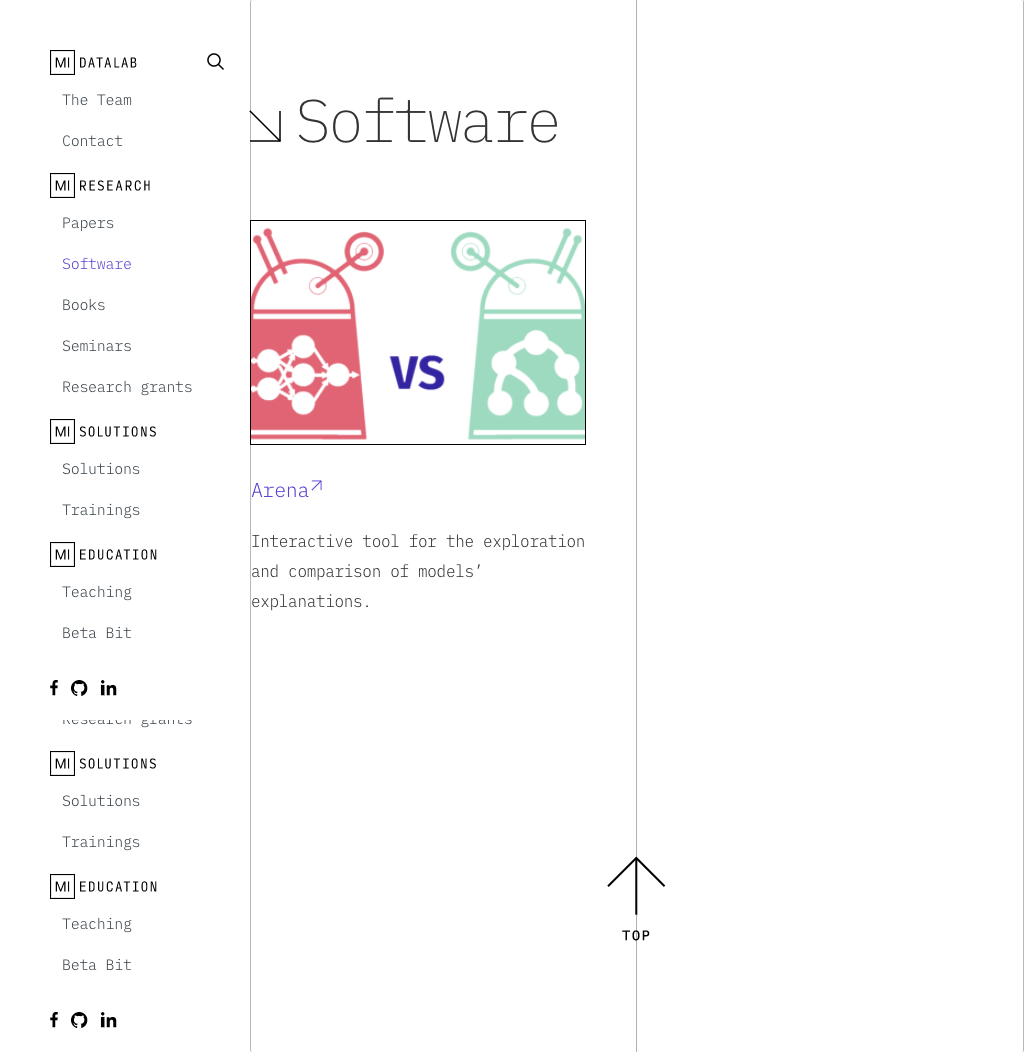 MI DATALAB
The Team
Contact
MI RESEARCH
Papers
Software
Books
Seminars
Research grants
MI SOLUTIONS
Solutions
Trainings
MI EDUCATION
Teaching
Beta Bit
Research grants
MI SOLUTIONS
Solutions
Trainings
MI EDUCATION
Teaching
Beta Bit
Software
VS
Arena
Interactive tool for the exploration
and comparison of models’
explanations.
TOP